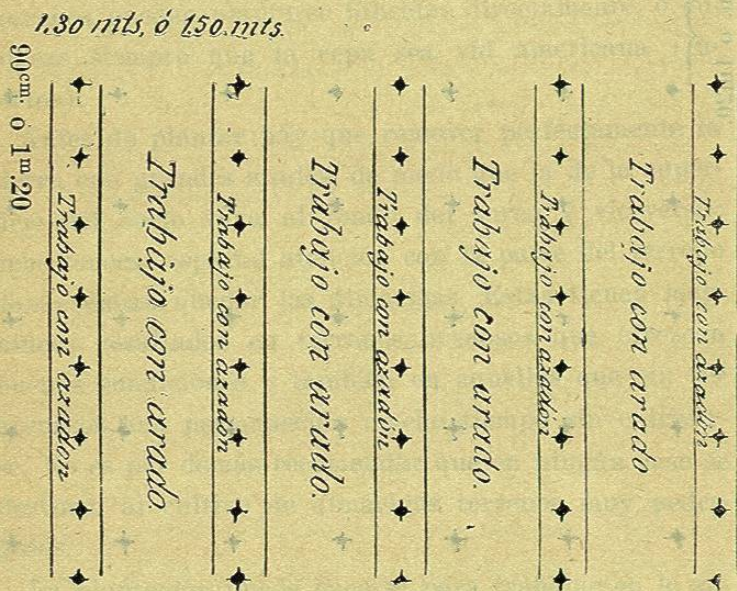 1.30 mts, ó 1.50 mts.
90cm. ó 1m.20
Trabajo con azadon
Trabajo con arado.
Trabajo con azadón
Trabajo con arado.
Trabajo con azadón
Trabajo con arado.
Trabajo con azadón
Trabajo con arado
Trabajo con azadón